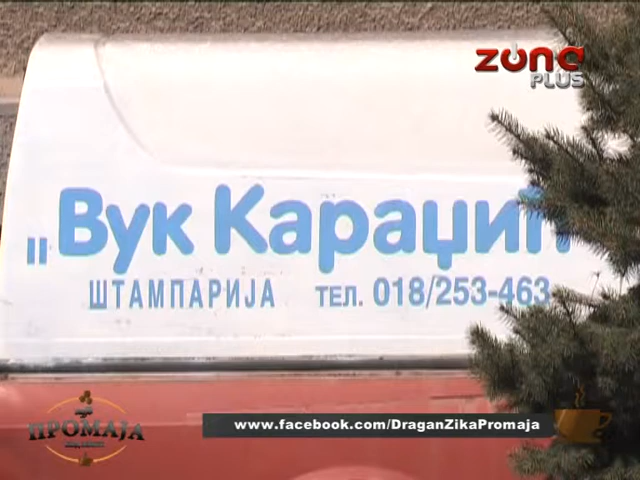 zona
PLUS
„Вук Караџић
ШТАМПАРИЈА ТЕЛ. 018/253-463
ПРОМАЈА
www.facebook.com/DraganZikaPromaja